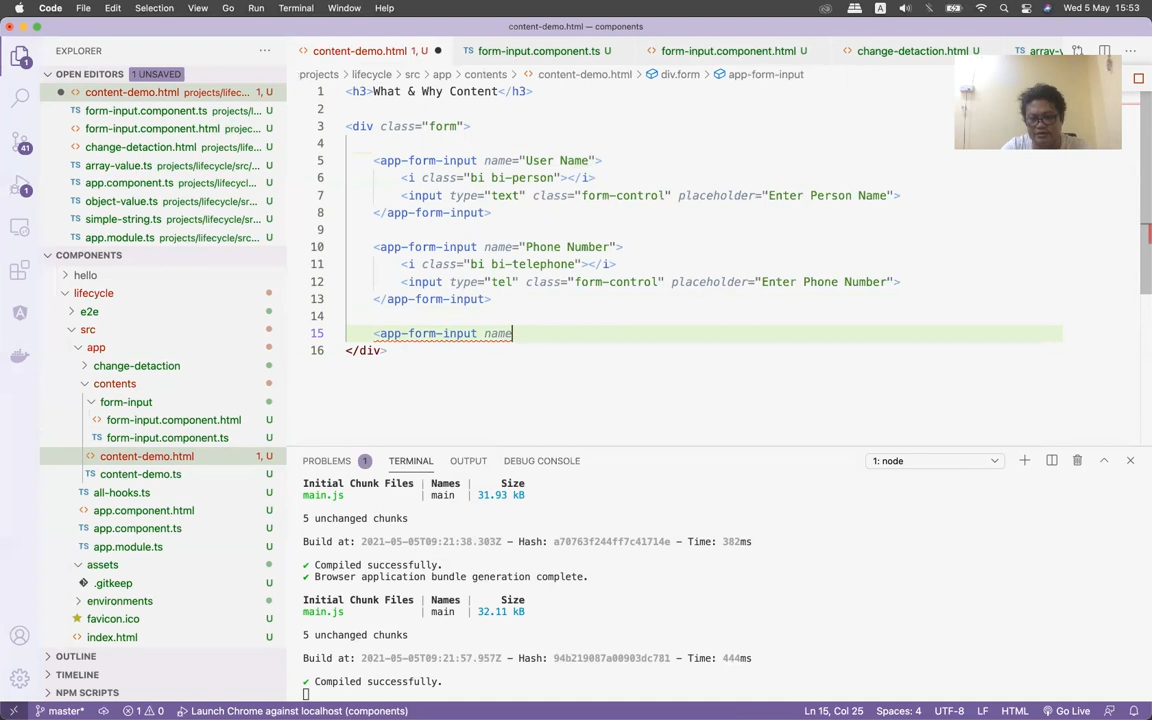 Code File Edit Selection View Go Run Terminal Window Help A Wed 5 May 15:53
content-demo.html — components
EXPLORER
OPEN EDITORS 1 UNSAVED
content-demo.html projects/lifec... 1, U
form-input.component.ts projects/l... U
form-input.component.html projec... U
change-detaction.html projects/life... U
array-value.ts projects/lifecycle/src/... U
app.component.ts projects/lifecycl... U
object-value.ts projects/lifecycle/sr... U
simple-string.ts projects/lifecycle/s... U
app.module.ts projects/lifecycle/src... U
COMPONENTS
hello
lifecycle
e2e
src
app
change-detaction
contents
form-input
form-input.component.html U
form-input.component.ts U
content-demo.html 1, U
content-demo.ts U
all-hooks.ts U
app.component.html U
app.component.ts U
app.module.ts U
assets
.gitkeep U
environments
favicon.ico U
index.html U
OUTLINE
TIMELINE
NPM SCRIPTS
41
1
1
content-demo.html 1, U form-input.component.ts U form-input.component.html U change-detaction.html U array-v
projects > lifecycle > src > app > contents > content-demo.html > div.form > app-form-input
1 <h3>What & Why Content</h3>
2
3 <div class="form">
4
5 <app-form-input name="User Name">
6 <i class="bi bi-person"></i>
7 <input type="text" class="form-control" placeholder="Enter Person Name">
8 </app-form-input>
9
10 <app-form-input name="Phone Number">
11 <i class="bi bi-telephone"></i>
12 <input type="tel" class="form-control" placeholder="Enter Phone Number">
13 </app-form-input>
14
15 <app-form-input name
16 </div>
PROBLEMS 1 TERMINAL OUTPUT DEBUG CONSOLE 1: node
Initial Chunk Files | Names | Size
main.js | main | 31.93 kB
5 unchanged chunks
Build at: 2021-05-05T09:21:38.303Z - Hash: a70763f244ff7c41714e - Time: 382ms
✔ Compiled successfully.
✔ Browser application bundle generation complete.
Initial Chunk Files | Names | Size
main.js | main | 32.11 kB
5 unchanged chunks
Build at: 2021-05-05T09:21:57.957Z - Hash: 94b219087a00903dc781 - Time: 444ms
✔ Compiled successfully.
master* 1 0 Launch Chrome against localhost (components) Ln 15, Col 25 Spaces: 4 UTF-8 LF HTML Go Live